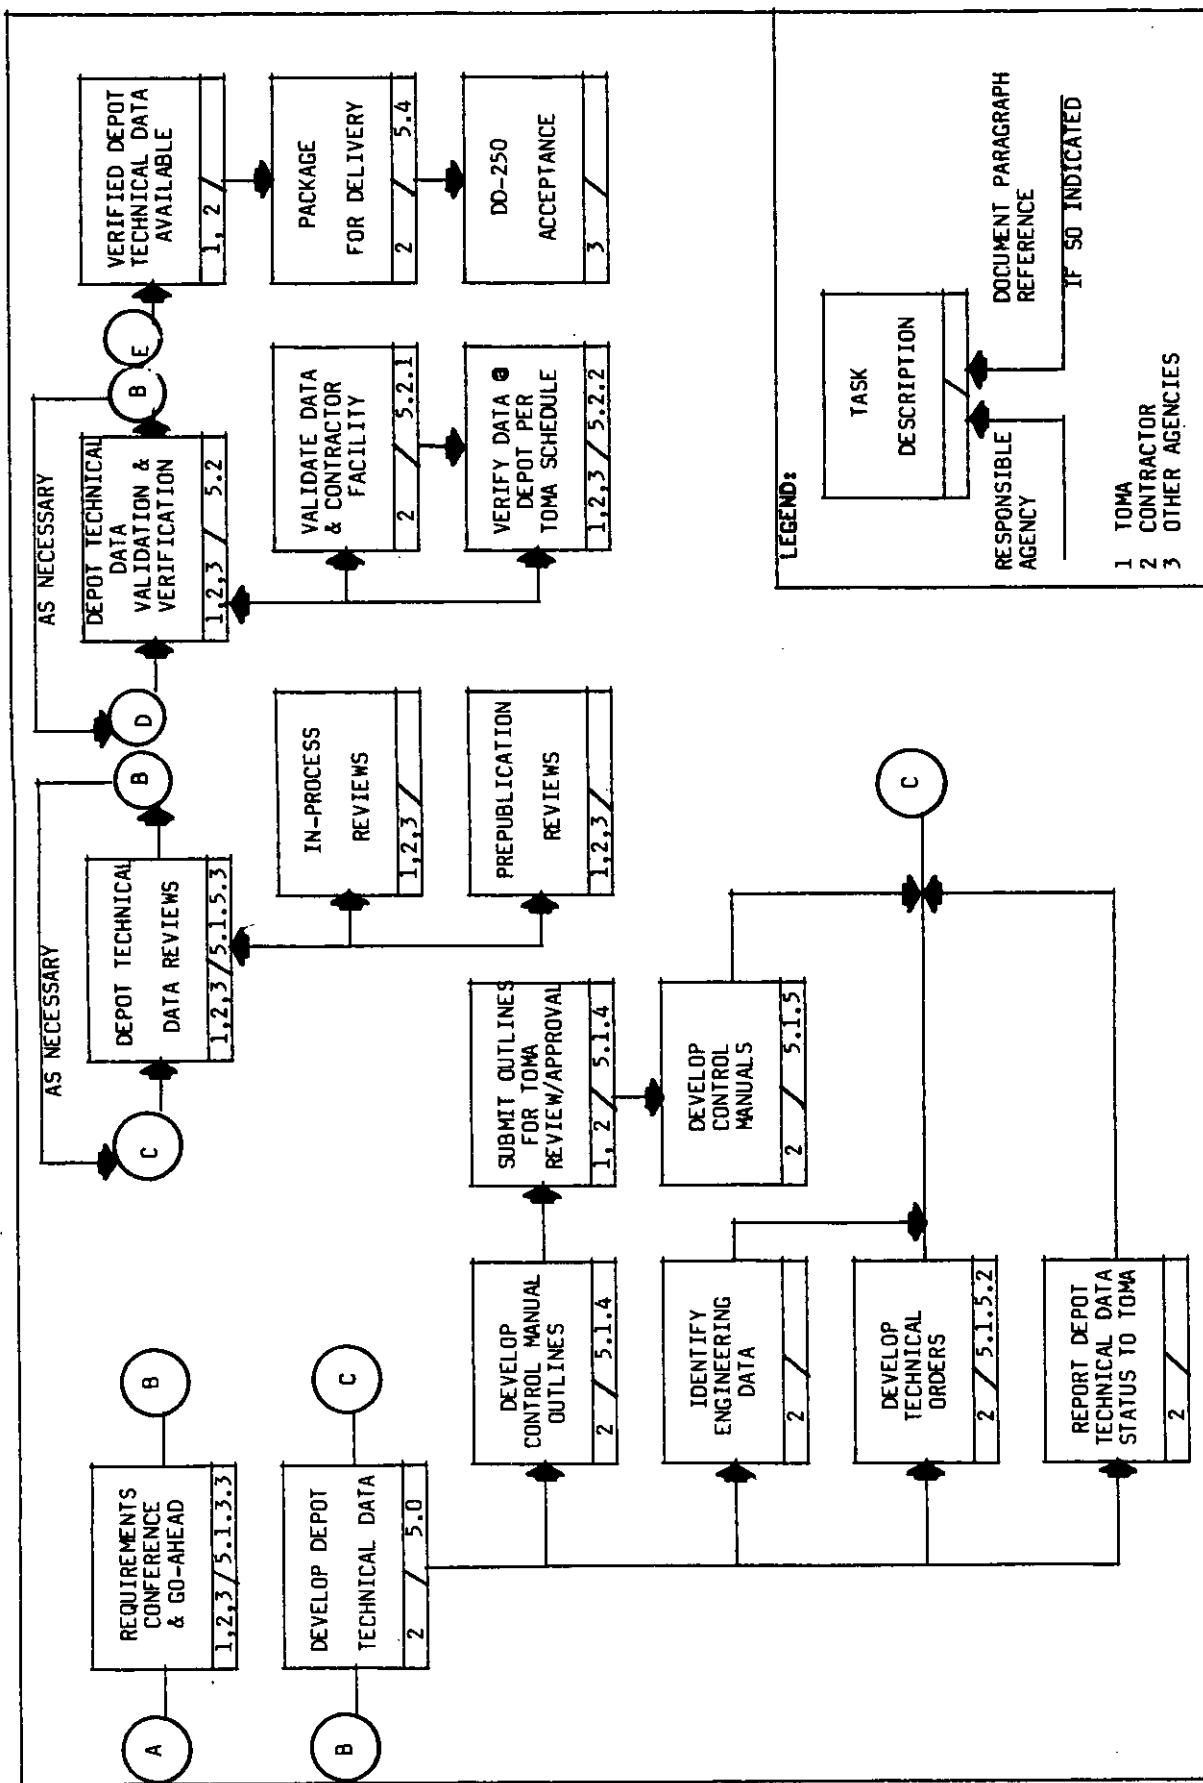 A
REQUIREMENTS
CONFERENCE
& GO-AHEAD
1,2,3 / 5.1.3.3
B
B
DEVELOP DEPOT
TECHNICAL DATA
2 / 5.0
C
DEVELOP
CONTROL MANUAL
OUTLINES
2 / 5.1.4
IDENTIFY
ENGINEERING
DATA
2 /
DEVELOP
TECHNICAL
ORDERS
2 / 5.1.5.2
REPORT DEPOT
TECHNICAL DATA
STATUS TO TOMA
2 /
SUBMIT OUTLINES
FOR TOMA
REVIEW/APPROVAL
1, 2 / 5.1.4
DEVELOP
CONTROL
MANUALS
2 / 5.1.5
C
AS NECESSARY
C
DEPOT TECHNICAL
DATA REVIEWS
1,2,3 / 5.1.5.3
B
IN-PROCESS
REVIEWS
1,2,3 /
PREPUBLICATION
REVIEWS
1,2,3 /
AS NECESSARY
D
DEPOT TECHNICAL
DATA
VALIDATION &
VERIFICATION
1,2,3 / 5.2
B
E
VALIDATE DATA
& CONTRACTOR
FACILITY
2 / 5.2.1
VERIFY DATA @
DEPOT PER
TOMA SCHEDULE
1,2,3 / 5.2.2
VERIFIED DEPOT
TECHNICAL DATA
AVAILABLE
1, 2 /
PACKAGE
FOR DELIVERY
2 / 5.4
DD-250
ACCEPTANCE
3 /
LEGEND:
TASK
DESCRIPTION
/
RESPONSIBLE
AGENCY
DOCUMENT PARAGRAPH
REFERENCE
IF SO INDICATED
1 TOMA
2 CONTRACTOR
3 OTHER AGENCIES